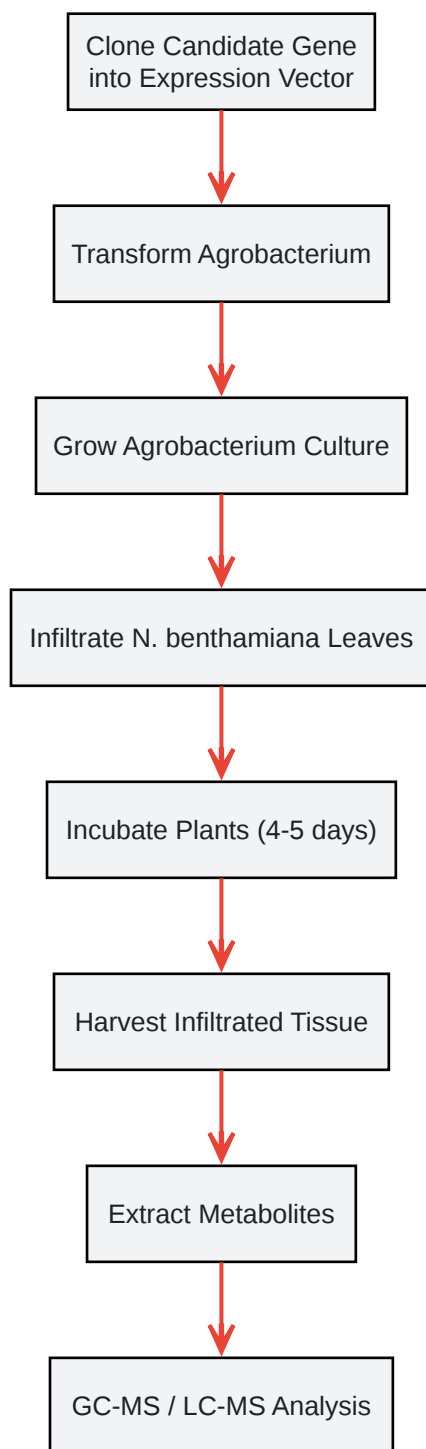 Clone Candidate Gene
into Expression Vector
Transform Agrobacterium
Grow Agrobacterium Culture
Infiltrate N. benthamiana Leaves
Incubate Plants (4-5 days)
Harvest Infiltrated Tissue
Extract Metabolites
GC-MS / LC-MS Analysis